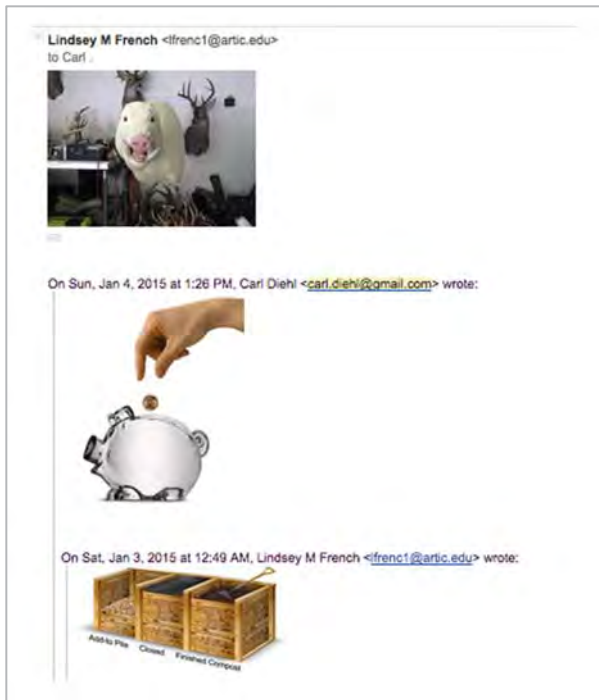 Lindsey M French <lfrenc1@artic.edu>
to Carl
On Sun, Jan 4, 2015 at 1:26 PM, Carl Diehl <carl.diehl@gmail.com> wrote:
On Sat, Jan 3, 2015 at 12:49 AM, Lindsey M French <lfrenc1@artic.edu> wrote:
Add-to Pile Closed Finished Compost